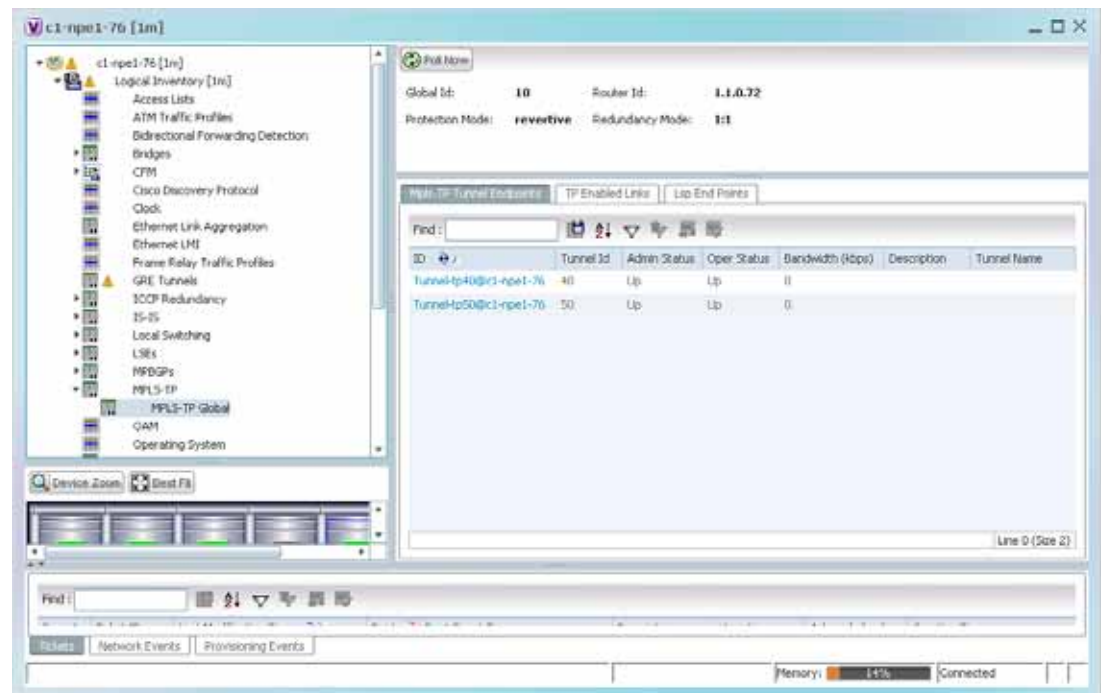 c1-npe1-76 [1m]
c1-npe1-76 [1m]
Logical Inventory [1m]
Access Lists
ATM Traffic Profiles
Bidirectional Forwarding Detection
Bridges
CFM
Cisco Discovery Protocol
Clock
Ethernet Link Aggregation
Ethernet LMI
Frame Relay Traffic Profiles
GRE Tunnels
ICCP Redundancy
IS-IS
Local Switching
LSEs
MPBGPs
MPLS-TP
MPLS-TP Global
OAM
Operating System
Device Zoom Best Fit
Poll Now
Global Id: 10 Router Id: 1.1.0.72
Protection Mode: revertive Redundancy Mode: 1:1
Mpls-TP Tunnel Endpoints TP Enabled Links Lsp End Points
Find :
ID Tunnel Id Admin Status Oper Status Bandwidth (kbps) Description Tunnel Name
Tunnel-tp40@c1-npe1-76 40 Up Up 0
Tunnel-tp50@c1-npe1-76 50 Up Up 0
Line 0 (Size 2)
Find :
Tickets Network Events Provisioning Events
Memory: 14% Connected